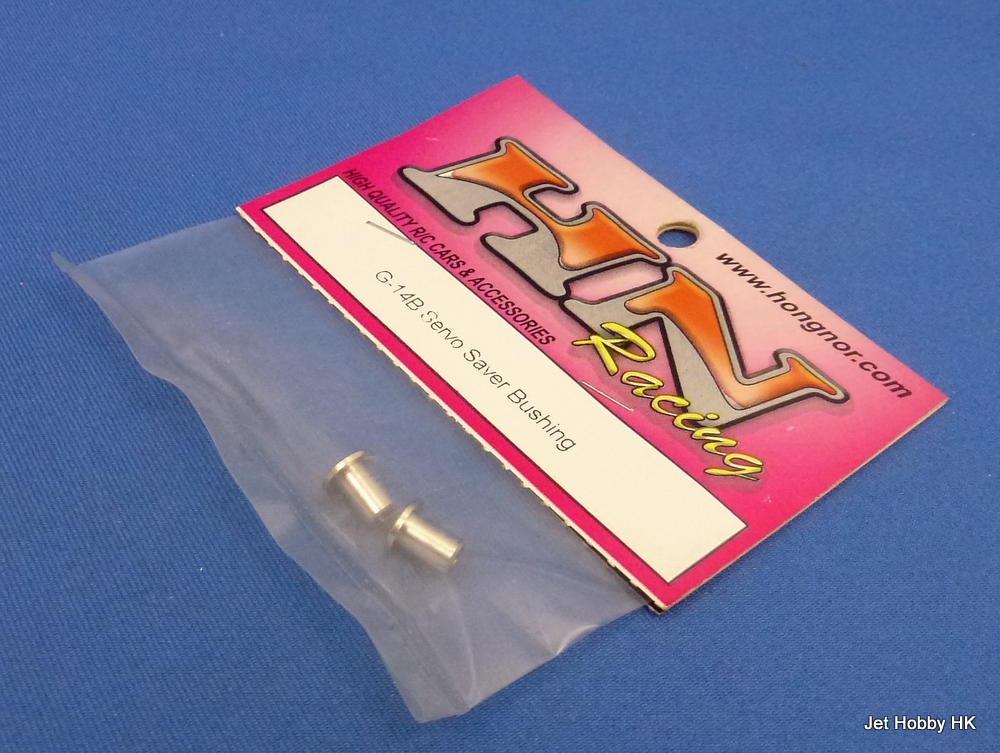 HN
Racing
www.hongnor.com
HIGH QUALITY R/C CARS & ACCESSORIES
G-14B Servo Saver Bushing
Jet Hobby HK